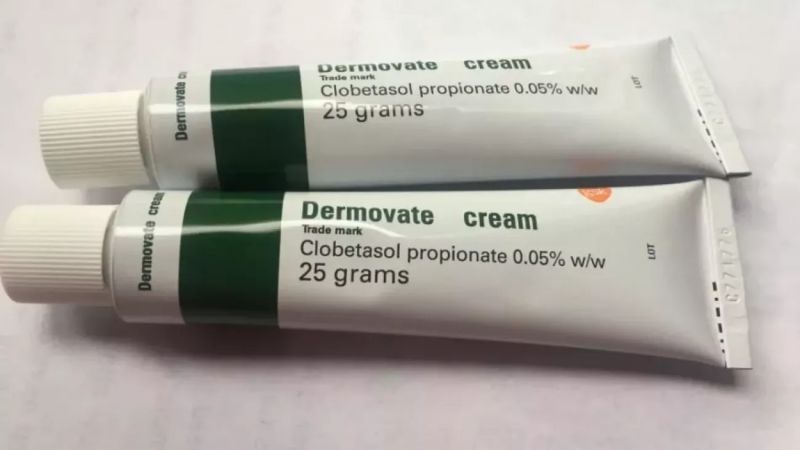 Dermovate cream
Dermovate cream
Trade mark
Clobetasol propionate 0.05% w/w
25 grams
LOT
Dermovate cream
Dermovate cream
Trade mark
Clobetasol propionate 0.05% w/w
25 grams
gsk
LOT